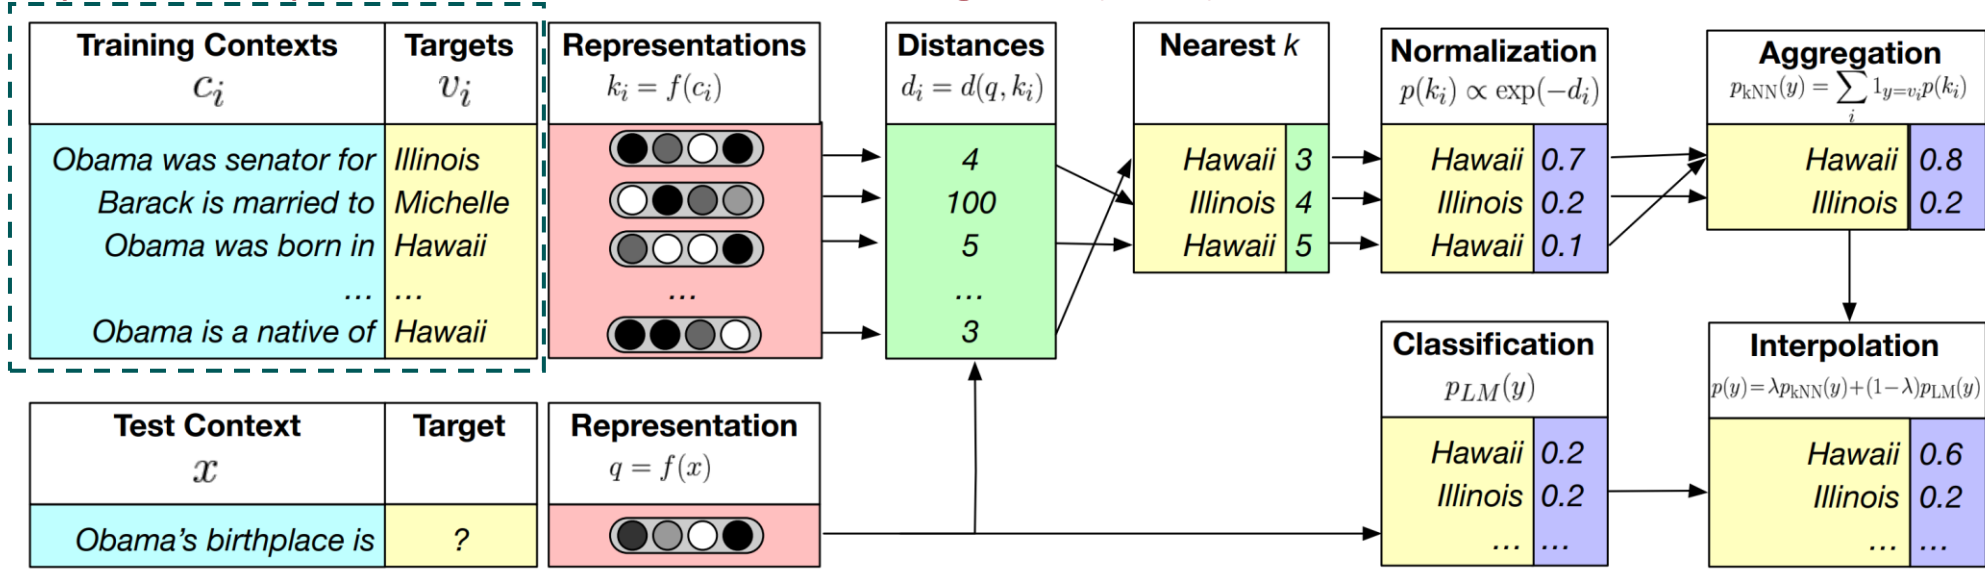 Training Contexts
c_i
Targets
v_i
Obama was senator for Illinois
Barack is married to Michelle
Obama was born in Hawaii
... ...
Obama is a native of Hawaii
Representations
k_i = f(c_i)
...
Distances
d_i = d(q, k_i)
4
100
5
...
3
Nearest k
Hawaii 3
Illinois 4
Hawaii 5
Normalization
p(k_i) ∝ exp(−d_i)
Hawaii 0.7
Illinois 0.2
Hawaii 0.1
Aggregation
p_kNN(y) = ∑_i 1_{y=v_i} p(k_i)
Hawaii 0.8
Illinois 0.2
Test Context
x
Target
Obama's birthplace is ?
Representation
q = f(x)
Classification
p_LM(y)
Hawaii 0.2
Illinois 0.2
... ...
Interpolation
p(y) = λp_kNN(y) + (1−λ)p_LM(y)
Hawaii 0.6
Illinois 0.2
... ...